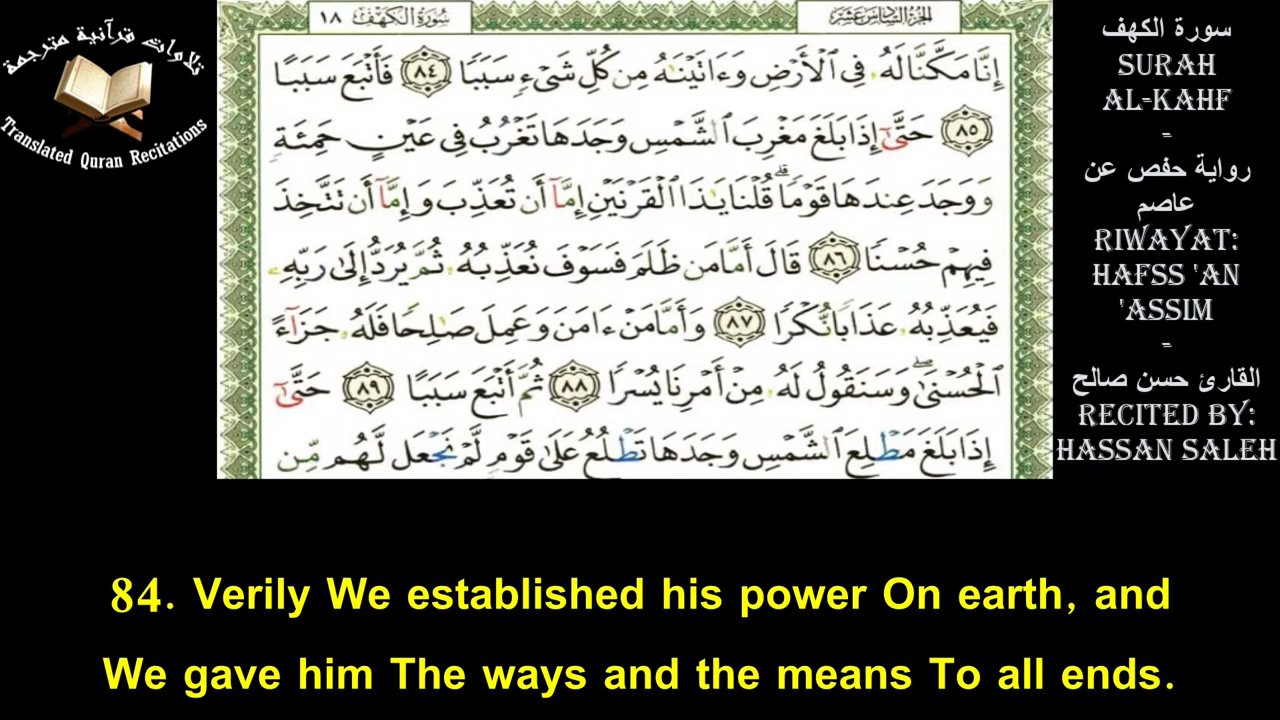 تلاوات قرآنية مترجمة
Translated Quran Recitations
الجزء السادس عشر
سورة الكهف ١٨
إِنَّا مَكَّنَّا لَهُۥ فِي ٱلْأَرْضِ وَءَاتَيْنَٰهُ مِن كُلِّ شَيْءٍ سَبَبًا ٨٤ فَأَتْبَعَ سَبَبًا
٨٥ حَتَّىٰٓ إِذَا بَلَغَ مَغْرِبَ ٱلشَّمْسِ وَجَدَهَا تَغْرُبُ فِي عَيْنٍ حَمِئَةٍ
وَوَجَدَ عِندَهَا قَوْمًا ۗ قُلْنَا يَٰذَا ٱلْقَرْنَيْنِ إِمَّآ أَن تُعَذِّبَ وَإِمَّآ أَن تَتَّخِذَ
فِيهِمْ حُسْنًا ٨٦ قَالَ أَمَّا مَن ظَلَمَ فَسَوْفَ نُعَذِّبُهُۥ ثُمَّ يُرَدُّ إِلَىٰ رَبِّهِۦ
فَيُعَذِّبُهُۥ عَذَابًا نُّكْرًا ٨٧ وَأَمَّا مَنْ ءَامَنَ وَعَمِلَ صَٰلِحًا فَلَهُۥ جَزَآءً
ٱلْحُسْنَىٰ ۖ وَسَنَقُولُ لَهُۥ مِنْ أَمْرِنَا يُسْرًا ٨٨ ثُمَّ أَتْبَعَ سَبَبًا ٨٩ حَتَّىٰٓ
إِذَا بَلَغَ مَطْلِعَ ٱلشَّمْسِ وَجَدَهَا تَطْلُعُ عَلَىٰ قَوْمٍ لَّمْ نَجْعَل لَّهُم مِّن
سورة الكهف
SURAH
AL-KAHF
-
رواية حفص عن
عاصم
RIWAYAT:
HAFSS 'AN
'ASSIM
-
القارئ حسن صالح
RECITED BY:
HASSAN SALEH
84. Verily We established his power On earth, and
We gave him The ways and the means To all ends.